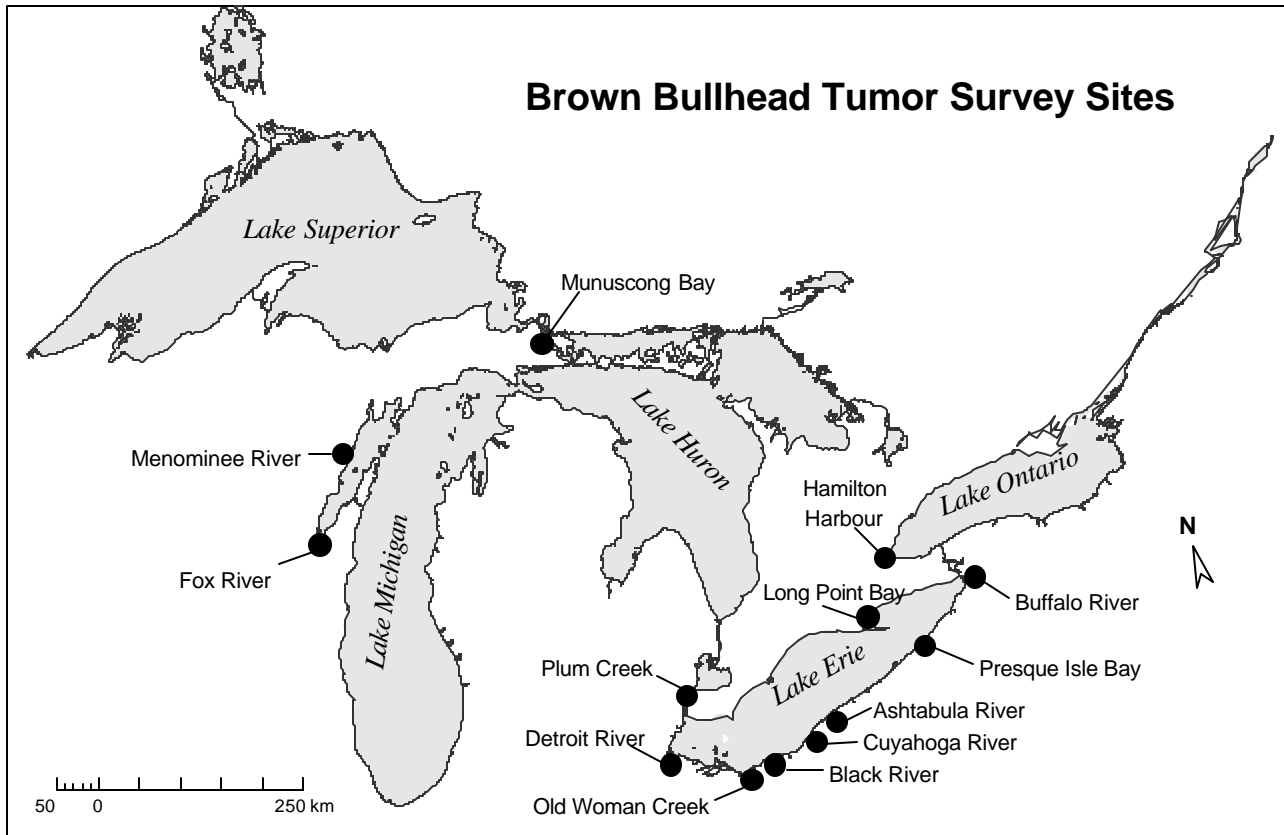 Brown Bullhead Tumor Survey Sites
Lake Superior
Munuscong Bay
Lake Huron
Menominee River
Hamilton
Harbour
Lake Ontario
N
Fox River
Lake Michigan
Long Point Bay
Buffalo River
Plum Creek
Lake Erie
Presque Isle Bay
Ashtabula River
Detroit River
Cuyahoga River
Black River
Old Woman Creek
50 0 250 km